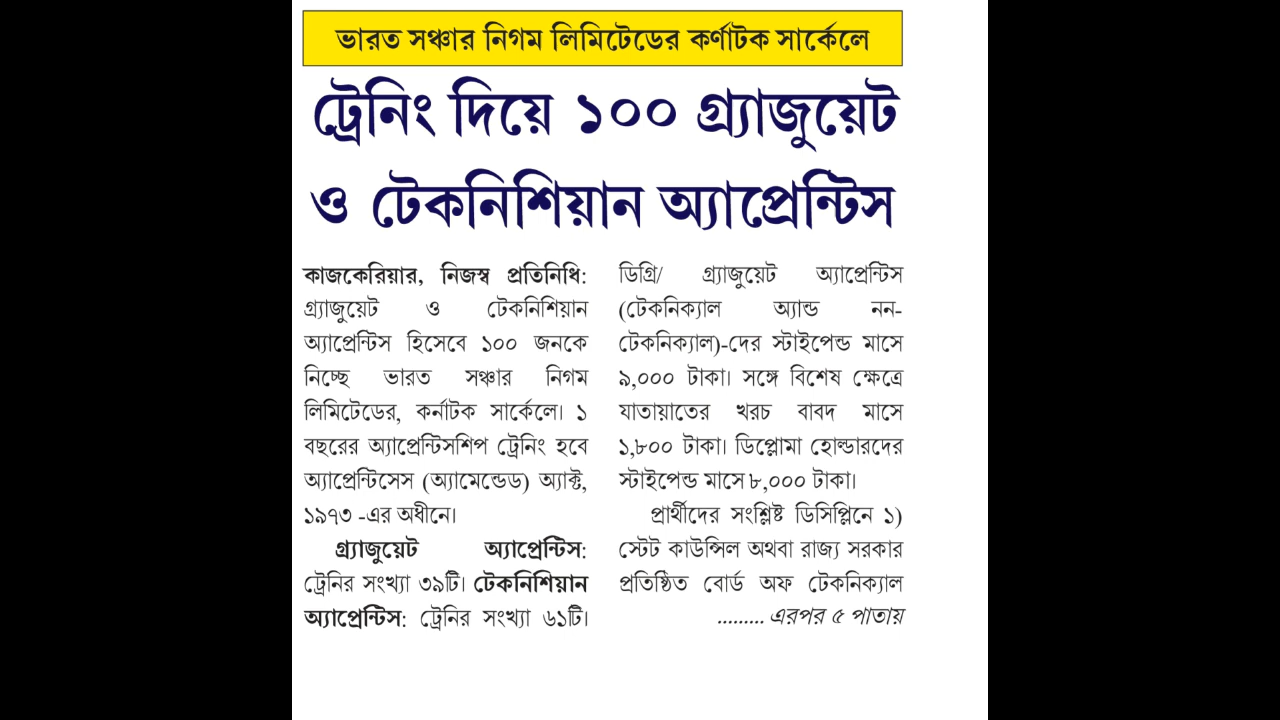 ভারত সঞ্চার নিগম লিমিটেডের কর্ণাটক সার্কেলে
ট্রেনিং দিয়ে ১০০ গ্র্যাজুয়েট
ও টেকনিশিয়ান অ্যাপ্রেন্টিস
কাজকেরিয়ার, নিজস্ব প্রতিনিধি:
গ্র্যাজুয়েট ও টেকনিশিয়ান
অ্যাপ্রেন্টিস হিসেবে ১০০ জনকে
নিচ্ছে ভারত সঞ্চার নিগম
লিমিটেডের, কর্নাটক সার্কেলে। ১
বছরের অ্যাপ্রেন্টিসশিপ ট্রেনিং হবে
অ্যাপ্রেন্টিসেস (অ্যামেন্ডেড) অ্যাক্ট,
১৯৭৩ -এর অধীনে।
গ্র্যাজুয়েট অ্যাপ্রেন্টিস:
ট্রেনির সংখ্যা ৩৯টি। টেকনিশিয়ান
অ্যাপ্রেন্টিস: ট্রেনির সংখ্যা ৬১টি।
ডিগ্রি/ গ্র্যাজুয়েট অ্যাপ্রেন্টিস
(টেকনিক্যাল অ্যান্ড নন-
টেকনিক্যাল)-দের স্টাইপেন্ড মাসে
৯,০০০ টাকা। সঙ্গে বিশেষ ক্ষেত্রে
যাতায়াতের খরচ বাবদ মাসে
১,৮০০ টাকা। ডিপ্লোমা হোল্ডারদের
স্টাইপেন্ড মাসে ৮,০০০ টাকা।
প্রার্থীদের সংশ্লিষ্ট ডিসিপ্লিনে ১)
স্টেট কাউন্সিল অথবা রাজ্য সরকার
প্রতিষ্ঠিত বোর্ড অফ টেকনিক্যাল
......... এরপর ৫ পাতায়